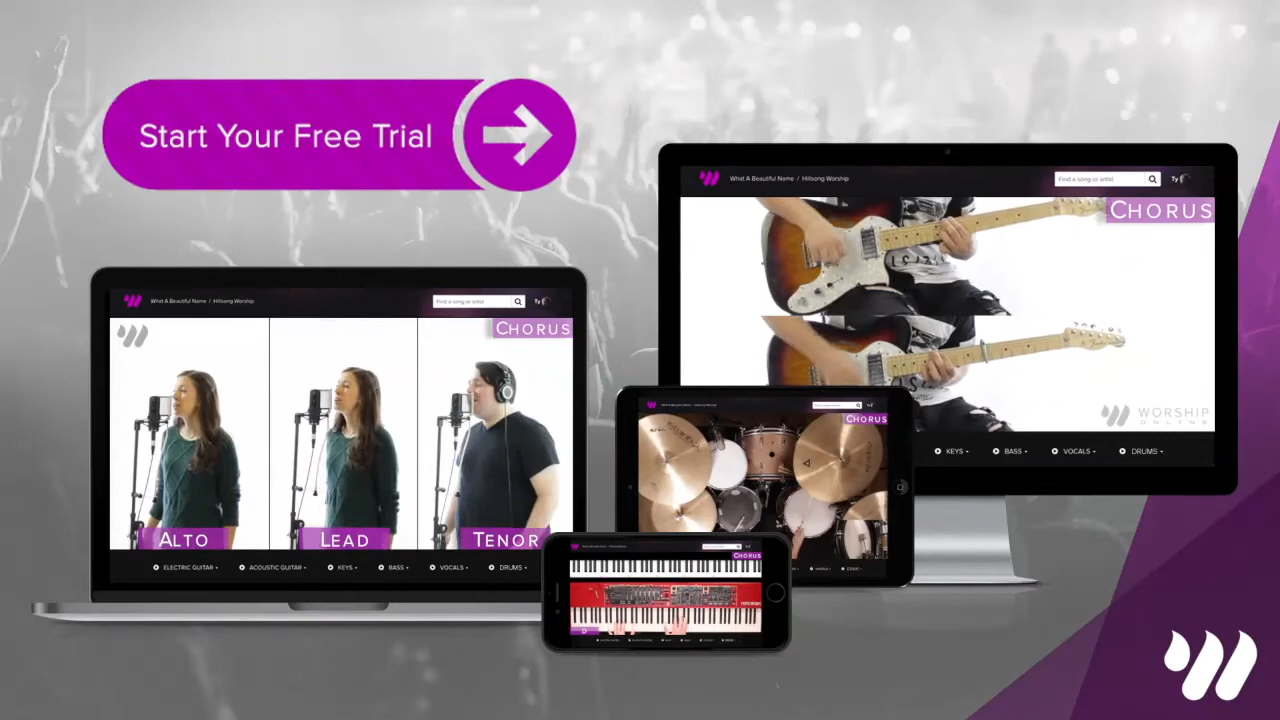 Start Your Free Trial
What A Beautiful Name / Hillsong Worship
Find a song or artist
Ty
CHORUS
WORSHIP
ONLINE
KEYS
BASS
VOCALS
DRUMS
What A Beautiful Name / Hillsong Worship
Find a song or artist
Ty
CHORUS
ALTO
LEAD
TENOR
ELECTRIC GUITAR
ACOUSTIC GUITAR
KEYS
BASS
VOCALS
DRUMS
CHORUS
CHORUS
D